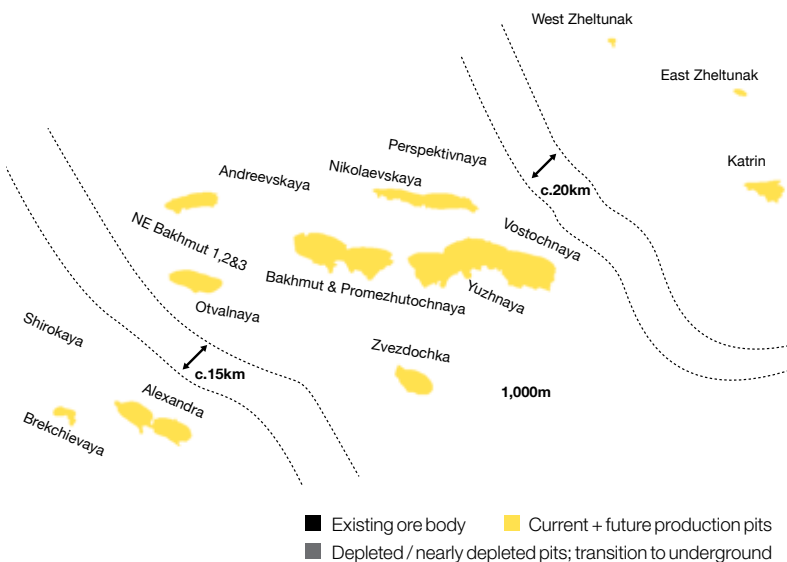 West Zheltunak
East Zheltunak
Perspektivnaya
Katrin
Nikolaevskaya
Andreevskaya
c.20km
NE Bakhmut 1,2&3
Vostochnaya
Bakhmut & Promezhutochnaya
Yuzhnaya
Otvalnaya
Shirokaya
Zvezdochka
c.15km
Alexandra
1,000m
Brekchievaya
Existing ore body
Current + future production pits
Depleted / nearly depleted pits; transition to underground